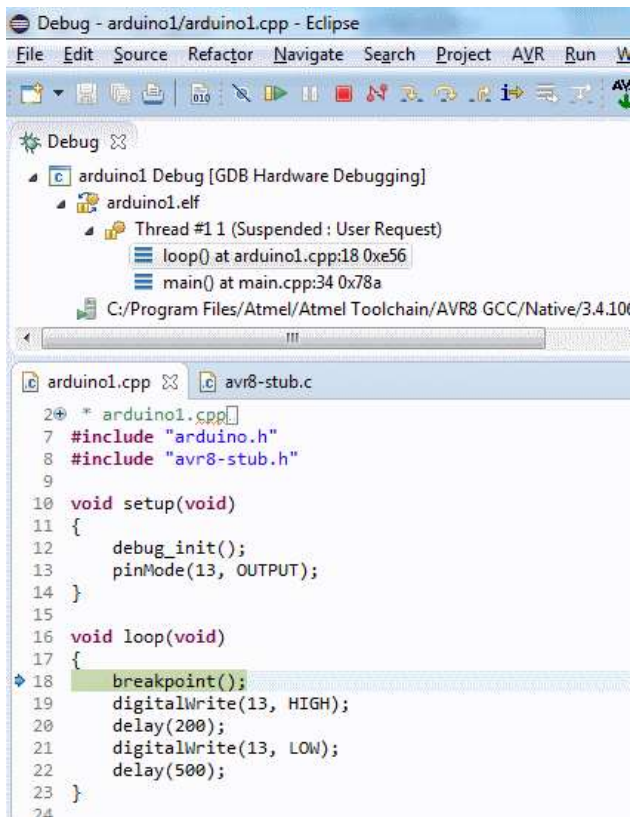 Debug - arduino1/arduino1.cpp - Eclipse
File Edit Source Refactor Navigate Search Project AVR Run W
010 AV
Debug
arduino1 Debug [GDB Hardware Debugging]
arduino1.elf
Thread #1 1 (Suspended : User Request)
loop() at arduino1.cpp:18 0xe56
main() at main.cpp:34 0x78a
C:/Program Files/Atmel/Atmel Toolchain/AVR8 GCC/Native/3.4.106
arduino1.cpp avr8-stub.c
2 * arduino1.cpp
7 #include "arduino.h"
8 #include "avr8-stub.h"
9
10 void setup(void)
11 {
12 debug_init();
13 pinMode(13, OUTPUT);
14 }
15
16 void loop(void)
17 {
18 breakpoint();
19 digitalWrite(13, HIGH);
20 delay(200);
21 digitalWrite(13, LOW);
22 delay(500);
23 }
24